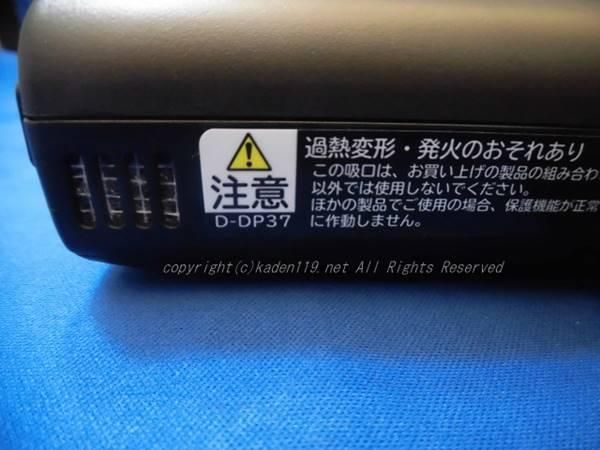 過熱変形・発火のおそれあり
この吸口は、お買い上げの製品の組み合わ
以外では使用しないでください。
ほかの製品でご使用の場合、保護機能が正常
に作動しません。
注意
D-DP37
copyright(c)kaden119.net All Rights Reserved